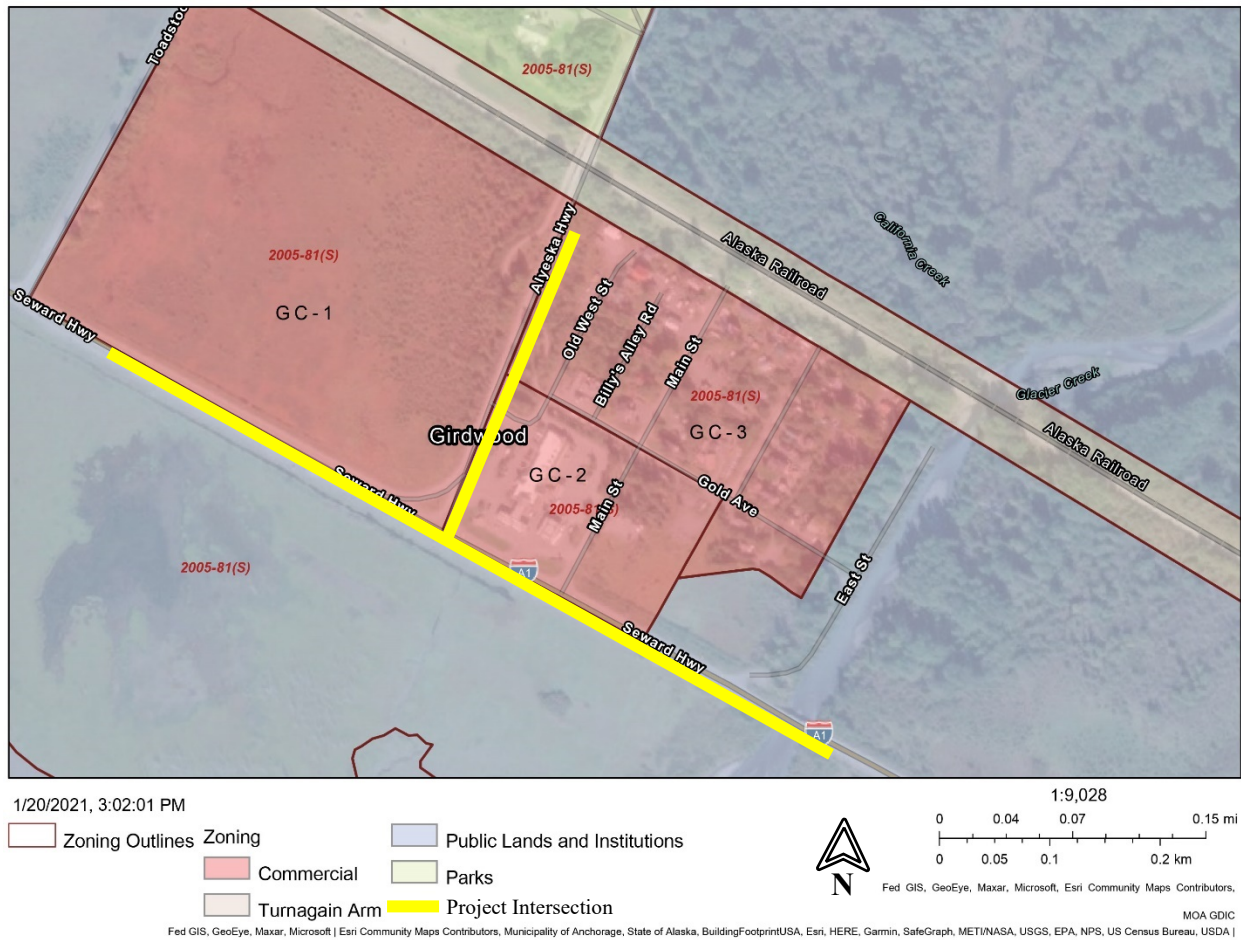 Toadstoo
2005-81(S)
Alyeska Hwy
Alaska Railroad
California Creek
2005-81(S)
GC-1
Seward Hwy
Old West St
Billy's Alley Rd
Main St
2005-81(S)
GC-3
Glacier Creek
Alaska Railroad
Girdwood
GC-2
Seward Hwy
2005-81(S)
Main St
Gold Ave
2005-81(S)
A1
East St
Seward Hwy
A1
1/20/2021, 3:02:01 PM
Zoning Outlines
Zoning
Commercial
Turnagain Arm
Public Lands and Institutions
Parks
Project Intersection
N
1:9,028
0 0.04 0.07 0.15 mi
0 0.05 0.1 0.2 km
Fed GIS, GeoEye, Maxar, Microsoft, Esri Community Maps Contributors,
MOA GDIC
Fed GIS, GeoEye, Maxar, Microsoft | Esri Community Maps Contributors, Municipality of Anchorage, State of Alaska, BuildingFootprintUSA, Esri, HERE, Garmin, SafeGraph, METI/NASA, USGS, EPA, NPS, US Census Bureau, USDA |